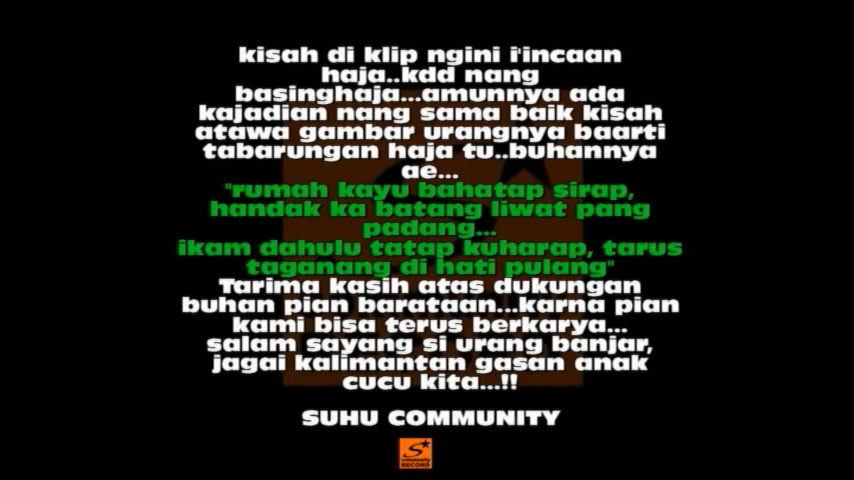 kisah di klip ngini i'incaan
haja..kdd nang
basinghaja...amunnya ada
kajadian nang sama baik kisah
atawa gambar urangnya baarti
tabarungan haja tu..buhannya
ae...
"rumah kayu bahatap sirap,
handak ka batang liwat pang
padang...
ikam dahulu tatap kuharap, tarus
taganang di hati pulang"
Tarima kasih atas dukungan
buhan pian barataan...karna pian
kami bisa terus berkarya...
salam sayang si urang banjar,
jagai kalimantan gasan anak
cucu kita...!!
SUHU COMMUNITY
RECORD